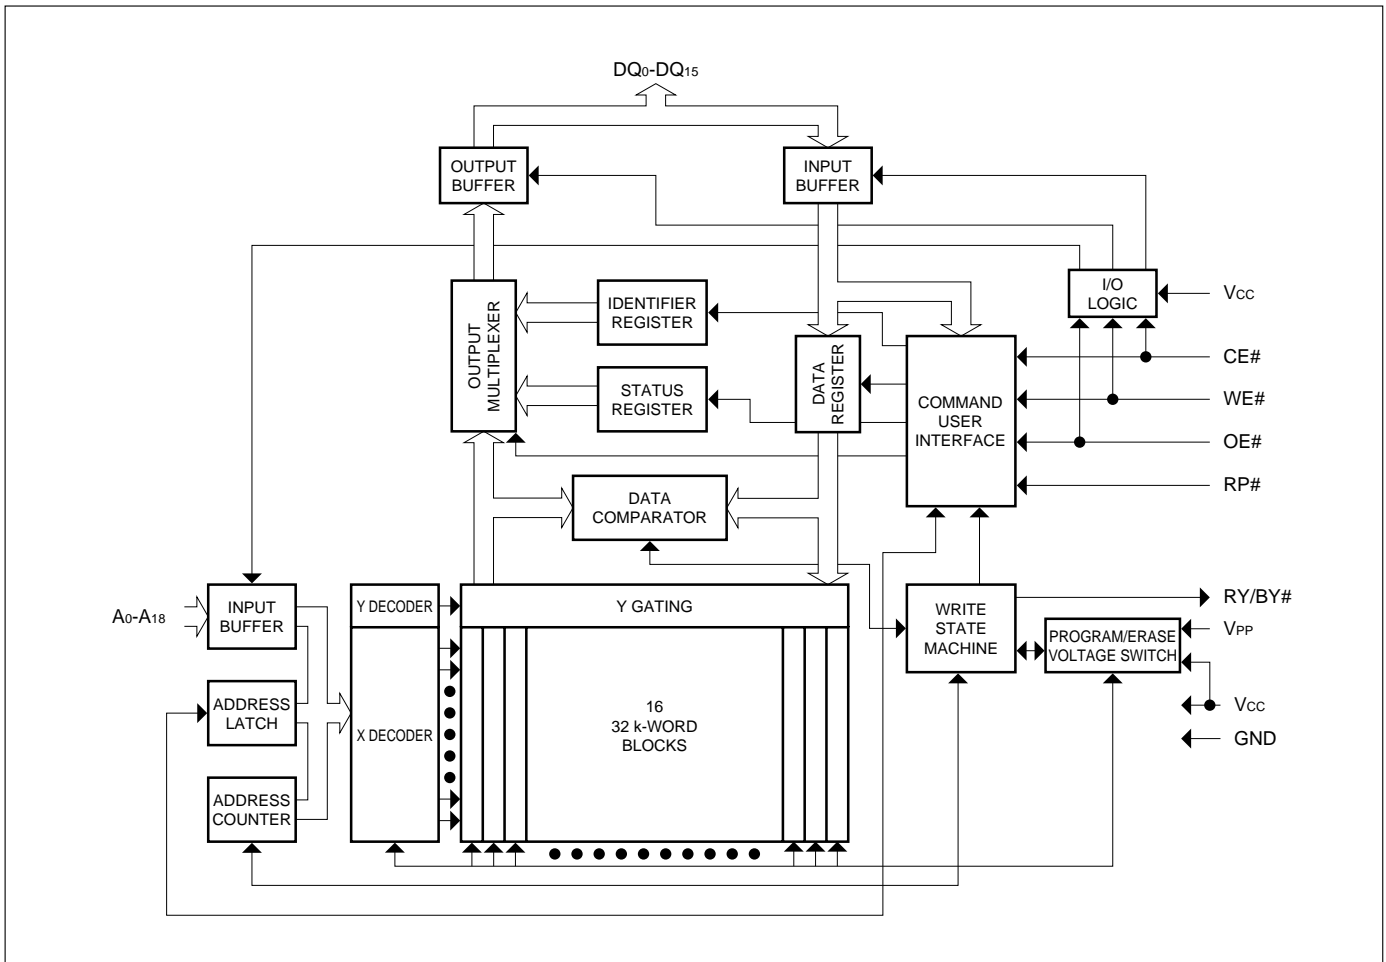 DQ0-DQ15
OUTPUT
BUFFER
INPUT
BUFFER
I/O
LOGIC
VCC
OUTPUT
MULTIPLEXER
IDENTIFIER
REGISTER
STATUS
REGISTER
DATA
REGISTER
COMMAND
USER
INTERFACE
CE#
WE#
OE#
RP#
DATA
COMPARATOR
A0-A18
INPUT
BUFFER
Y DECODER
Y GATING
WRITE
STATE
MACHINE
RY/BY#
VPP
PROGRAM/ERASE
VOLTAGE SWITCH
ADDRESS
LATCH
X DECODER
16
32 k-WORD
BLOCKS
VCC
GND
ADDRESS
COUNTER